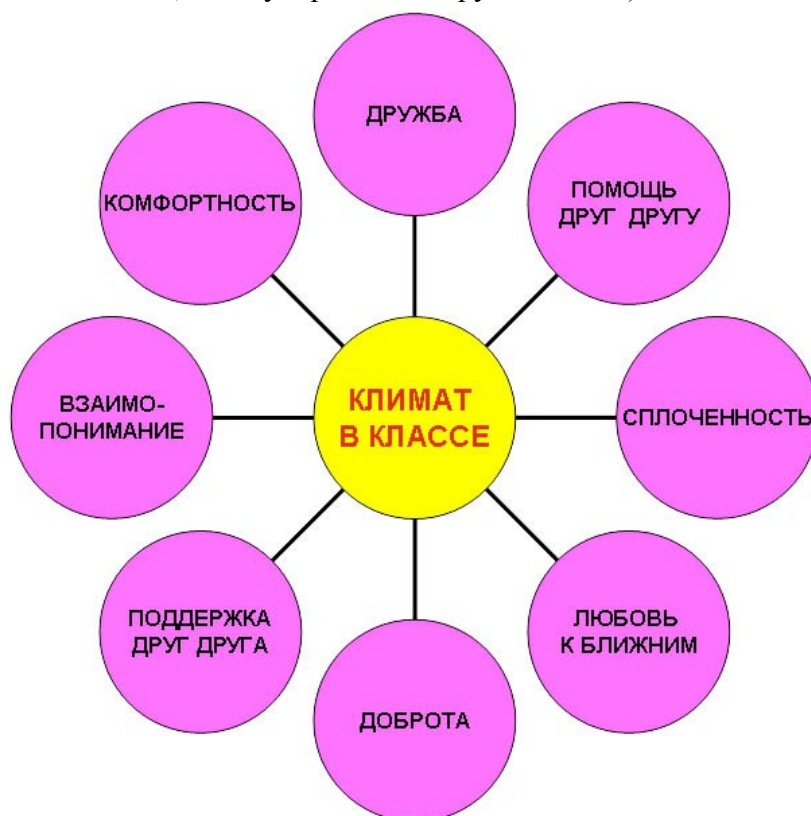 ДРУЖБА
КОМФОРТНОСТЬ
ПОМОЩЬ
ДРУГ ДРУГУ
ВЗАИМО-
ПОНИМАНИЕ
КЛИМАТ
В КЛАССЕ
СПЛОЧЕННОСТЬ
ПОДДЕРЖКА
ДРУГ ДРУГА
ЛЮБОВЬ
К БЛИЖНИМ
ДОБРОТА